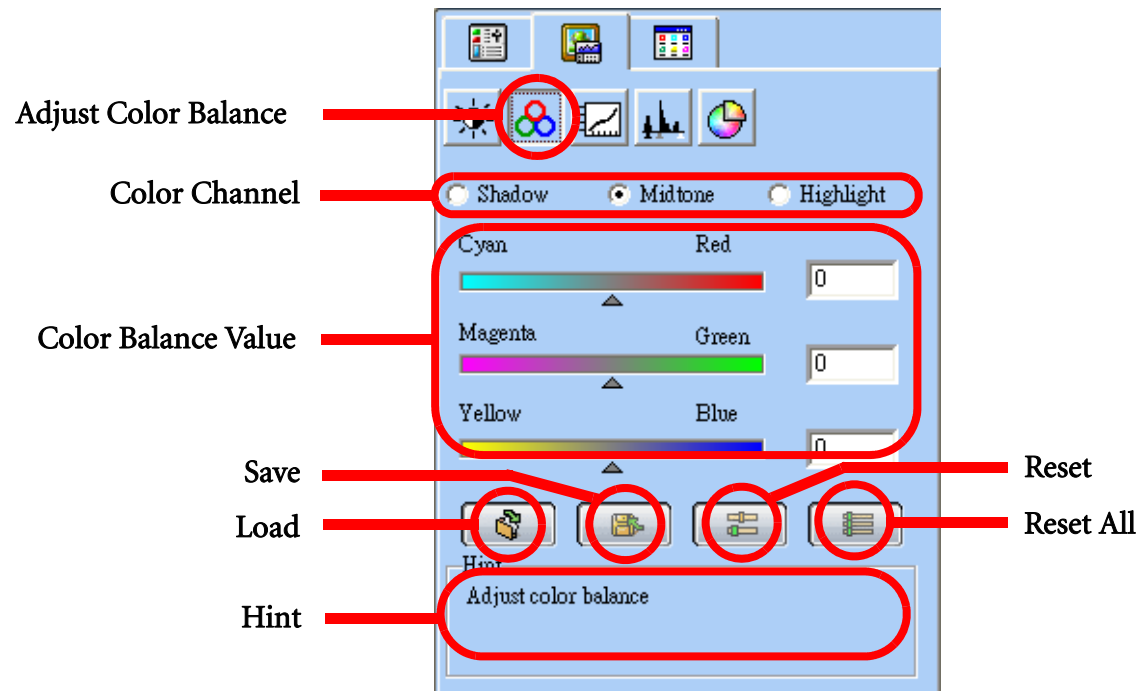 Adjust Color Balance
Color Channel
Shadow Midtone Highlight
Color Balance Value
Cyan Red
0
Magenta Green
0
Yellow Blue
0
Save
Reset
Load
Reset All
Hint
Hint
Adjust color balance